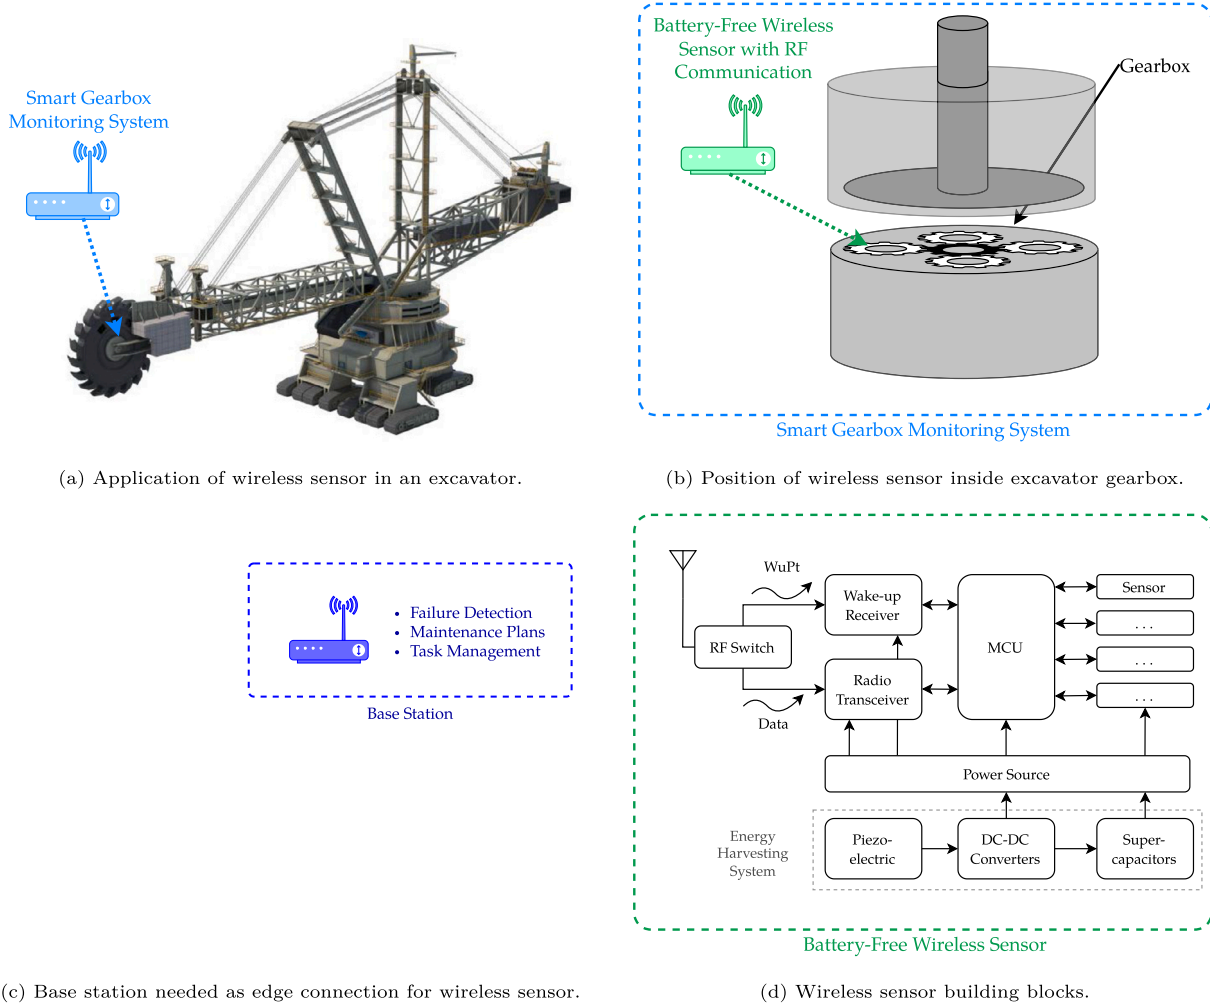 Smart Gearbox
Monitoring System
(a) Application of wireless sensor in an excavator.
Battery-Free Wireless
Sensor with RF
Communication
Gearbox
Smart Gearbox Monitoring System
(b) Position of wireless sensor inside excavator gearbox.
• Failure Detection
• Maintenance Plans
• Task Management
Base Station
(c) Base station needed as edge connection for wireless sensor.
WuPt
Wake-up
Receiver
RF Switch
MCU
Sensor
...
...
...
Radio
Transceiver
Data
Power Source
Energy
Harvesting
System
Piezo-
electric
DC-DC
Converters
Super-
capacitors
Battery-Free Wireless Sensor
(d) Wireless sensor building blocks.